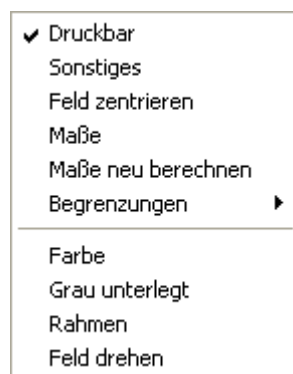 Druckbar
Sonstiges
Feld zentrieren
Maße
Maße neu berechnen
Begrenzungen
Farbe
Grau unterlegt
Rahmen
Feld drehen